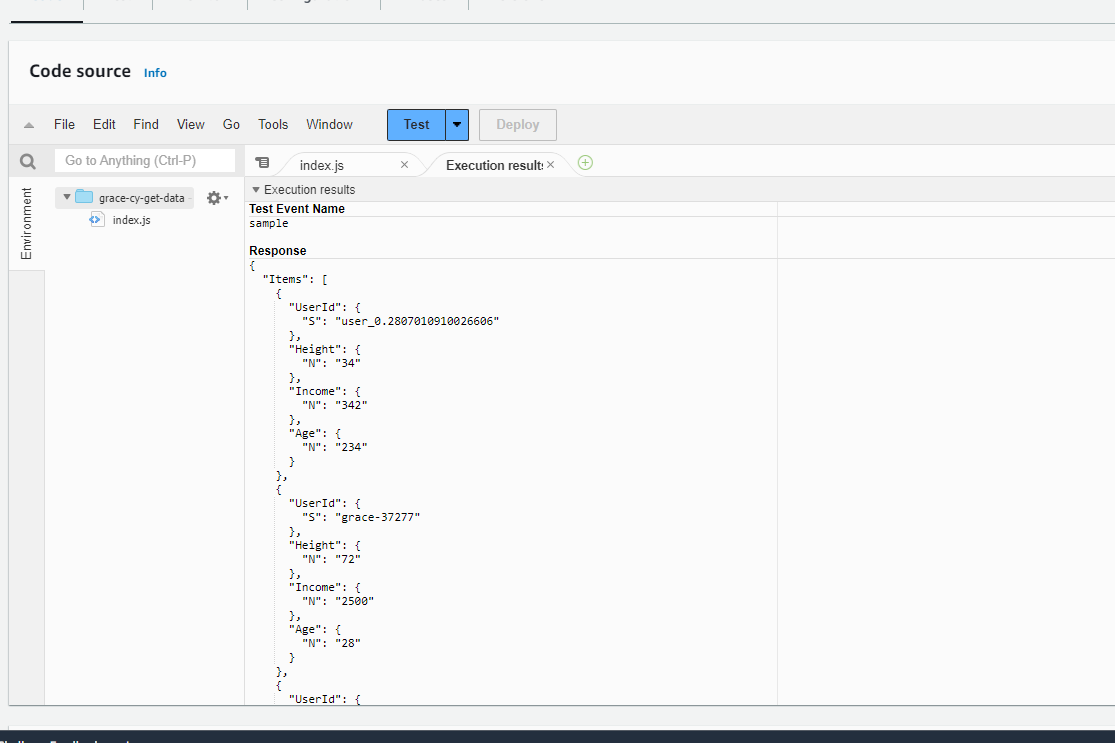 Code source Info
File Edit Find View Go Tools Window Test Deploy
Go to Anything (Ctrl-P)
index.js Execution results
Environment
grace-cy-get-data
index.js
Execution results
Test Event Name
sample
Response
{
"Items": [
{
"UserId": {
"S": "user_0.2807010910026606"
},
"Height": {
"N": "34"
},
"Income": {
"N": "342"
},
"Age": {
"N": "234"
}
},
{
"UserId": {
"S": "grace-37277"
},
"Height": {
"N": "72"
},
"Income": {
"N": "2500"
},
"Age": {
"N": "28"
}
},
{
"UserId": {